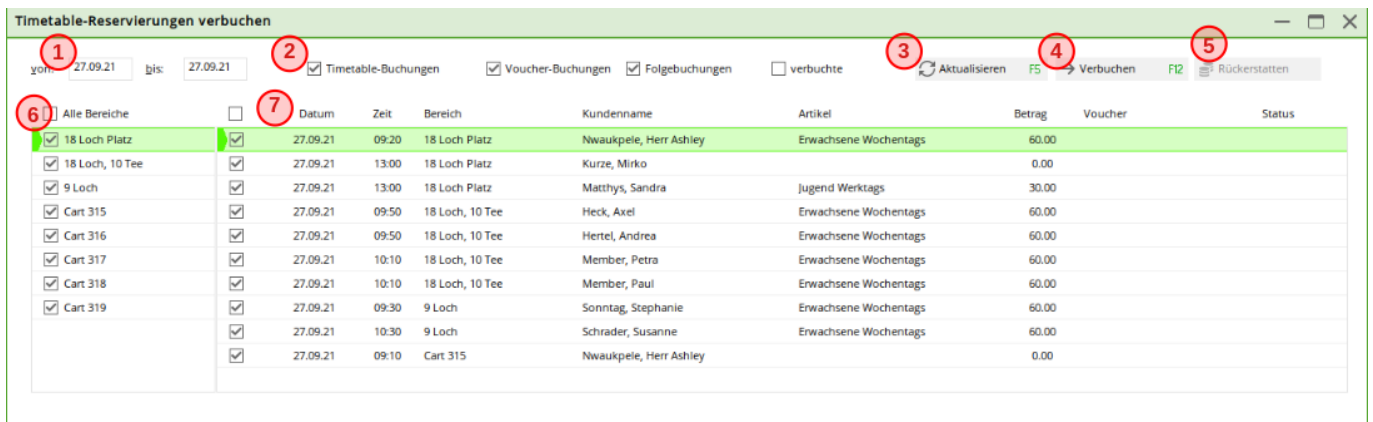 Timetable-Reservierungen verbuchen
1 2 3 4 5
von: 27.09.21 bis: 27.09.21 Timetable-Buchungen Voucher-Buchungen Folgebuchungen verbuchte Aktualisieren F5 Verbuchen F12 Rückerstatten
6 Alle Bereiche 7 Datum Zeit Bereich Kundenname Artikel Betrag Voucher Status
18 Loch Platz 27.09.21 09:20 18 Loch Platz Nwaukpele, Herr Ashley Erwachsene Wochentags 60.00
18 Loch, 10 Tee 27.09.21 13:00 18 Loch Platz Kurze, Mirko 0.00
9 Loch 27.09.21 13:00 18 Loch Platz Matthys, Sandra Jugend Werktags 30.00
Cart 315 27.09.21 09:50 18 Loch, 10 Tee Heck, Axel Erwachsene Wochentags 60.00
Cart 316 27.09.21 09:50 18 Loch, 10 Tee Hertel, Andrea Erwachsene Wochentags 60.00
Cart 317 27.09.21 10:10 18 Loch, 10 Tee Member, Petra Erwachsene Wochentags 60.00
Cart 318 27.09.21 10:10 18 Loch, 10 Tee Member, Paul Erwachsene Wochentags 60.00
Cart 319 27.09.21 09:30 9 Loch Sonntag, Stephanie Erwachsene Wochentags 60.00
27.09.21 10:30 9 Loch Schrader, Susanne Erwachsene Wochentags 60.00
27.09.21 09:10 Cart 315 Nwaukpele, Herr Ashley 0.00